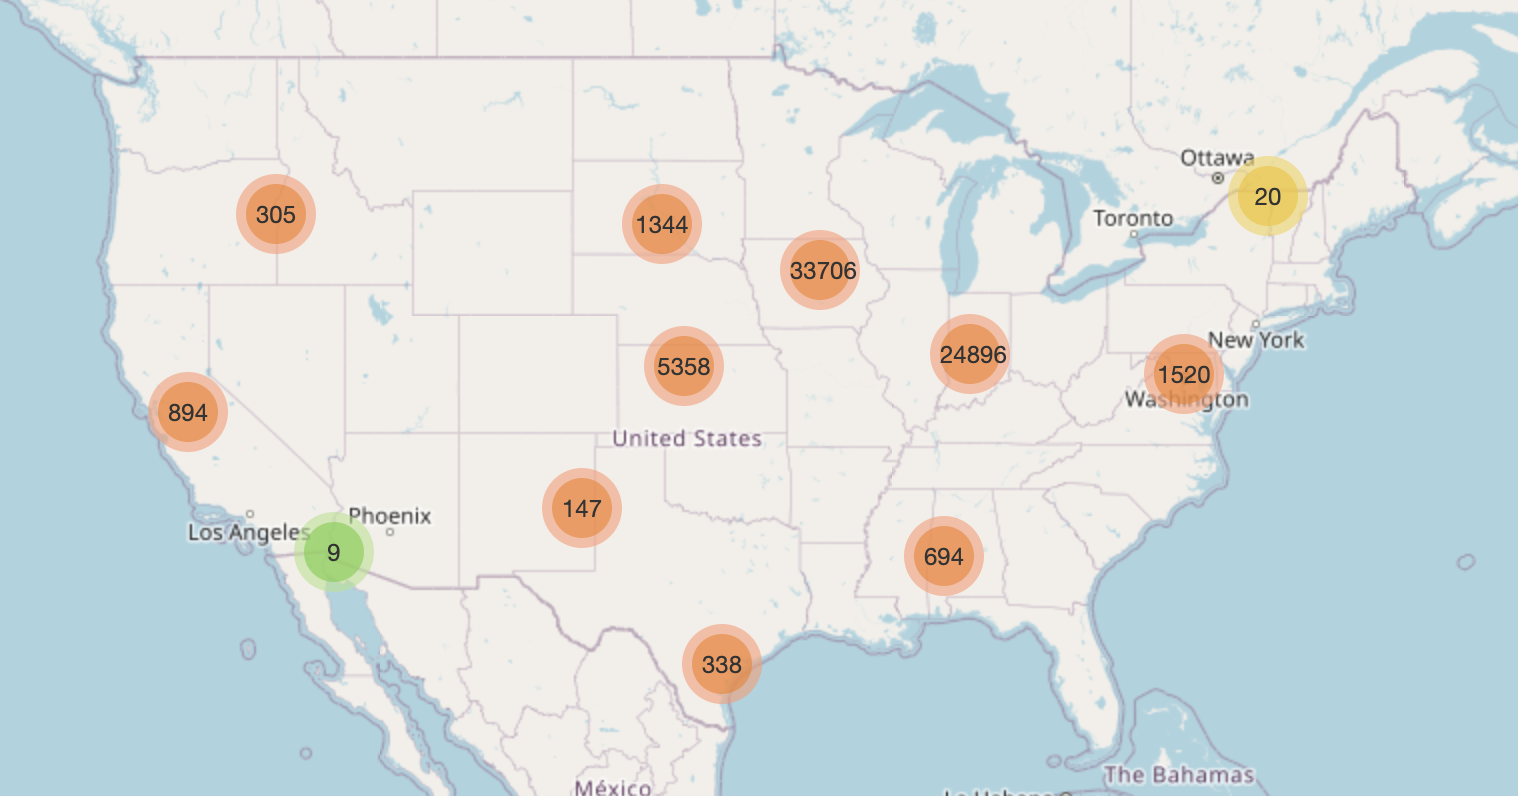 Ottawa
20
Toronto
305
1344
33706
New York
24896
5358
1520
Washington
894
United States
147
Phoenix
Los Angeles
9
694
338
The Bahamas
México